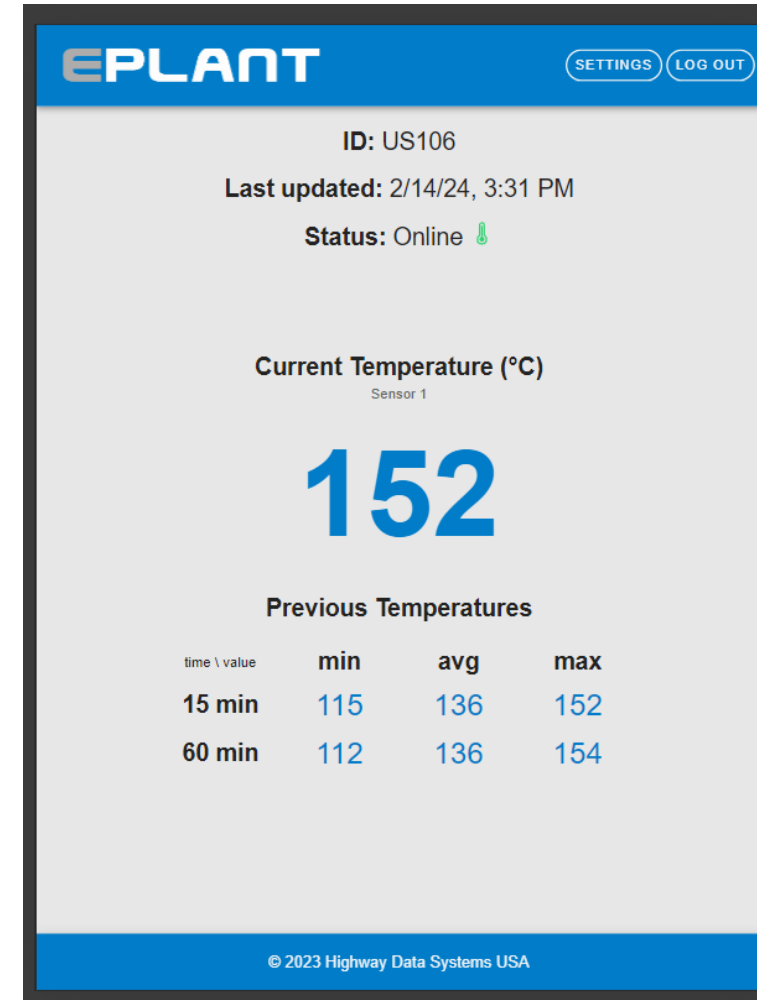 EPLANT
SETTINGS LOG OUT
ID: US106
Last updated: 2/14/24, 3:31 PM
Status: Online
Current Temperature (°C)
Sensor 1
152
Previous Temperatures
time \ value min avg max
15 min 115 136 152
60 min 112 136 154
© 2023 Highway Data Systems USA